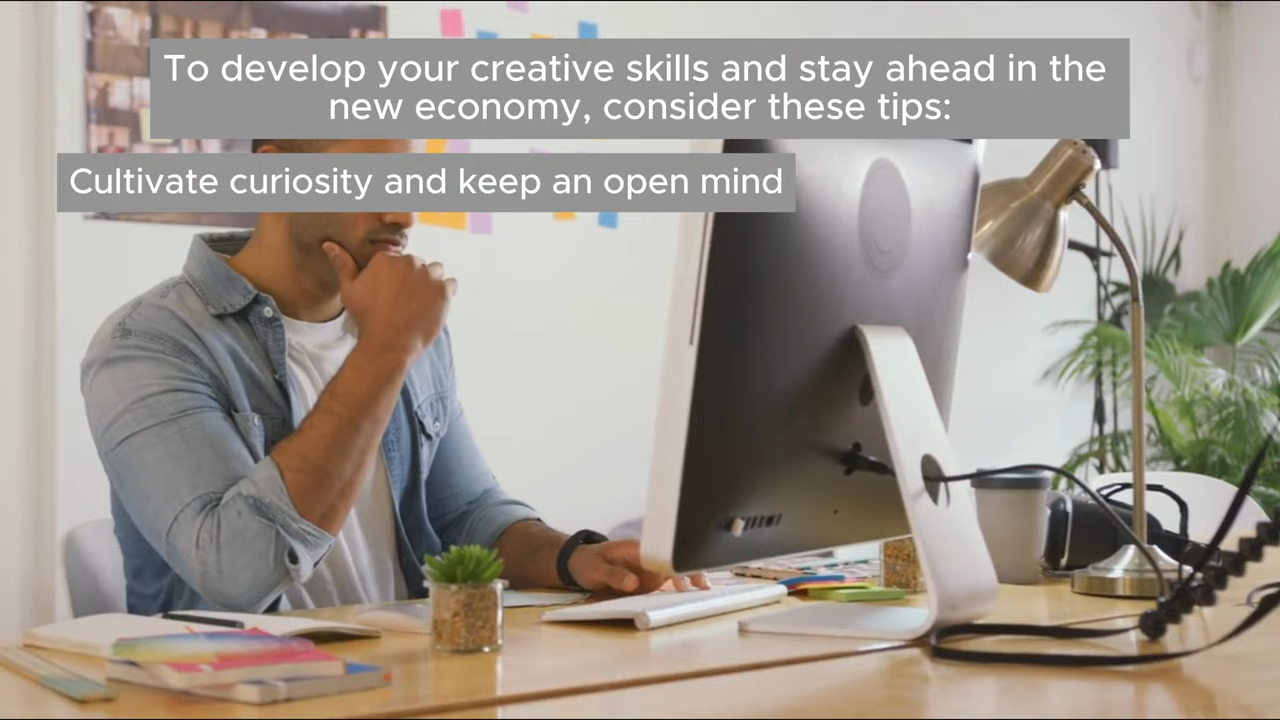 To develop your creative skills and stay ahead in the
new economy, consider these tips:
Cultivate curiosity and keep an open mind